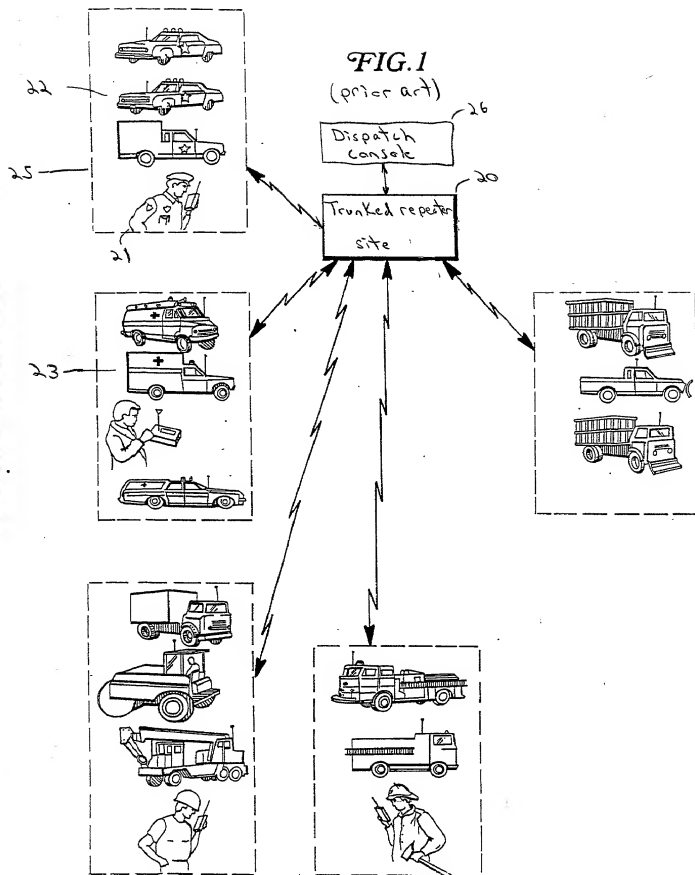 FIG.1
(prior art)
26
Dispatch
console
20
Trunked repeater
site
22
25
21
23